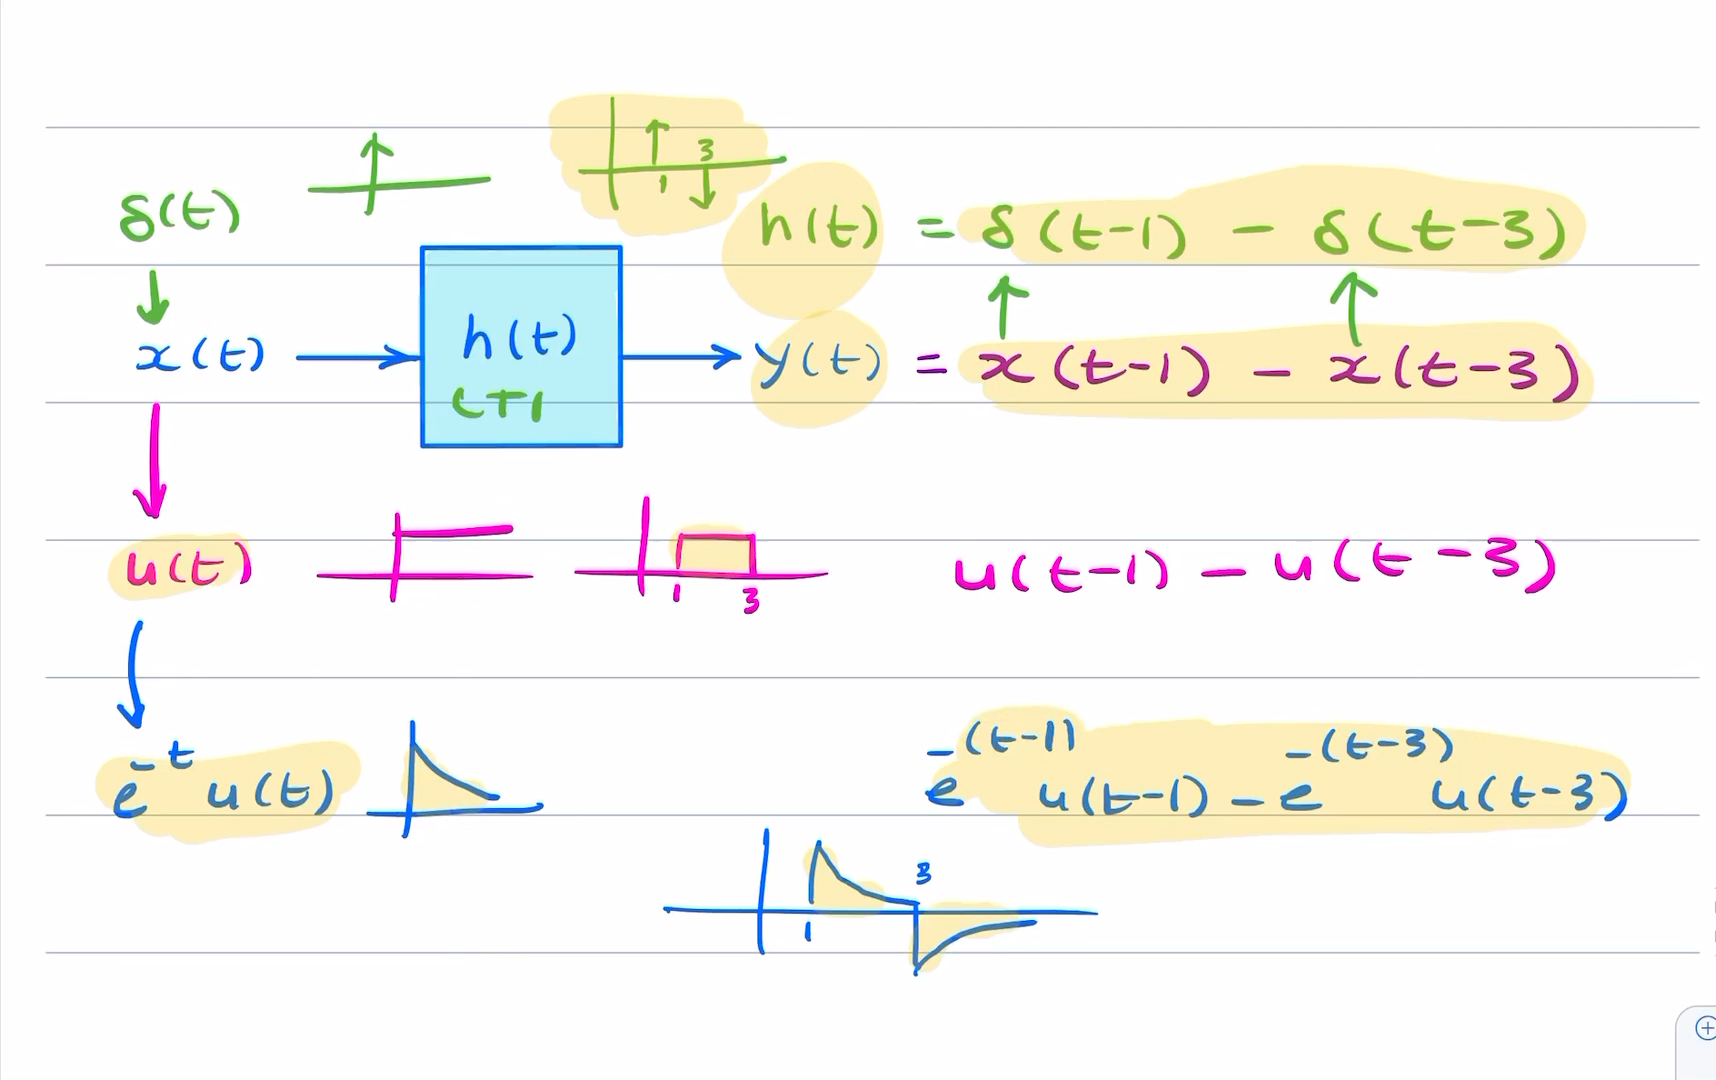 3
1
δ(t)
h(t) = δ(t-1) - δ(t-3)
x(t)
h(t)
LTI
y(t) = x(t-1) - x(t-3)
u(t)
1 3
u(t-1) - u(t-3)
e^{-t} u(t)
e^{-(t-1)} u(t-1) - e^{-(t-3)} u(t-3)
3
1